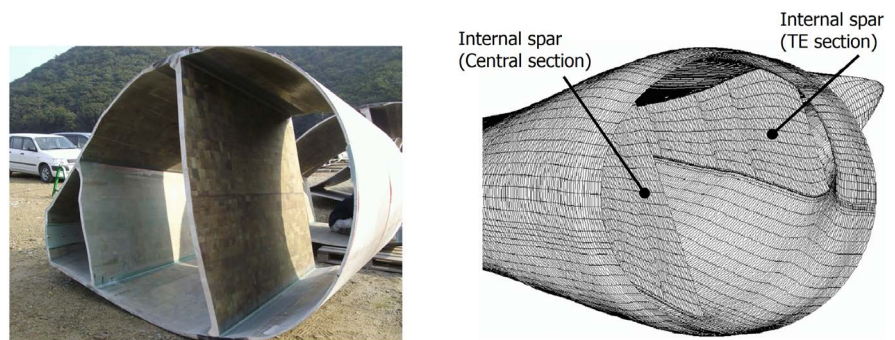 Internal spar
(TE section)
Internal spar
(Central section)